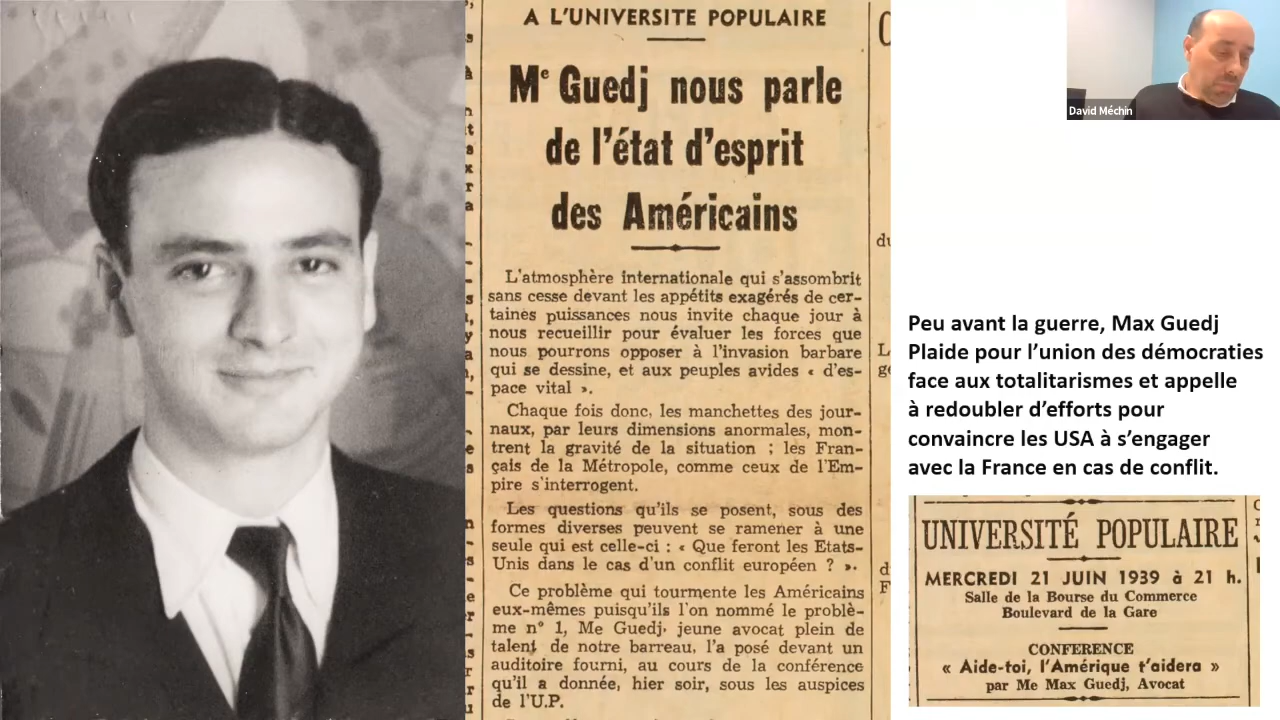 A L'UNIVERSITE POPULAIRE
Me Guedj nous parle
de l'état d'esprit
des Américains
L'atmosphère internationale qui s'assombrit
sans cesse devant les appétits exagérés de cer-
taines puissances nous invite chaque jour à
nous recueillir pour évaluer les forces que
nous pourrons opposer à l'invasion barbare
qui se dessine, et aux peuples avides « d'es-
pace vital ».
Chaque fois donc, les manchettes des jour-
naux, par leurs dimensions anormales, mon-
trent la gravité de la situation ; les Fran-
çais de la Métropole, comme ceux de l'Em-
pire s'interrogent.
Les questions qu'ils se posent, sous des
formes diverses peuvent se ramener à une
seule qui est celle-ci : « Que feront les Etats-
Unis dans le cas d'un conflit européen ? ».
Ce problème qui tourmente les Américains
eux-mêmes puisqu'ils l'on nommé le problè-
me n° 1, Me Guedj, jeune avocat plein de
talent de notre barreau, l'a posé devant un
auditoire fourni, au cours de la conférence
qu'il a donnée, hier soir, sous les auspices
de l'U.P.
David Méchin
Peu avant la guerre, Max Guedj
Plaide pour l'union des démocraties
face aux totalitarismes et appelle
à redoubler d'efforts pour
convaincre les USA à s'engager
avec la France en cas de conflit.
UNIVERSITÉ POPULAIRE
MERCREDI 21 JUIN 1939 à 21 h.
Salle de la Bourse du Commerce
Boulevard de la Gare
CONFERENCE
« Aide-toi, l'Amérique t'aidera »
par Me Max Guedj, Avocat